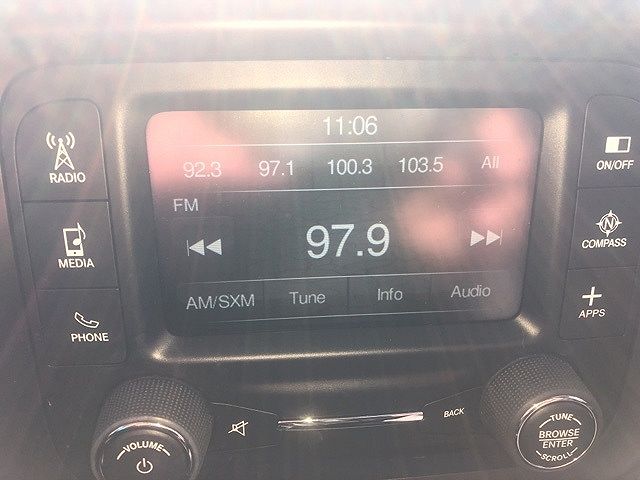 11:06
92.3 97.1 100.3 103.5 All
FM
97.9
AM/SXM Tune Info Audio
RADIO
MEDIA
PHONE
ON/OFF
N
COMPASS
APPS
VOLUME
BACK
TUNE
BROWSE
ENTER
SCROLL